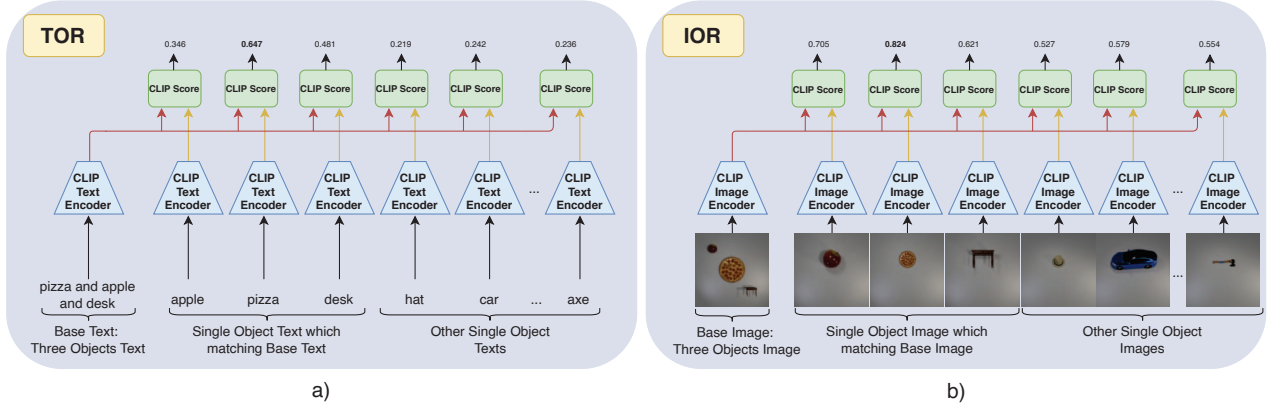 TOR
0.346 0.647 0.481 0.219 0.242 0.236
CLIP Score CLIP Score CLIP Score CLIP Score CLIP Score CLIP Score
CLIP CLIP CLIP CLIP CLIP CLIP CLIP
Text Text Text Text Text Text ... Text
Encoder Encoder Encoder Encoder Encoder Encoder Encoder
pizza and apple
and desk
apple pizza desk hat car ... axe
Base Text:
Three Objects Text
Single Object Text which
matching Base Text
Other Single Object
Texts
a)
IOR
0.705 0.824 0.621 0.527 0.579 0.554
CLIP Score CLIP Score CLIP Score CLIP Score CLIP Score CLIP Score
CLIP CLIP CLIP CLIP CLIP CLIP CLIP
Image Image Image Image Image Image ... Image
Encoder Encoder Encoder Encoder Encoder Encoder Encoder
...
Base Image:
Three Objects Image
Single Object Image which
matching Base Image
Other Single Object
Images
b)